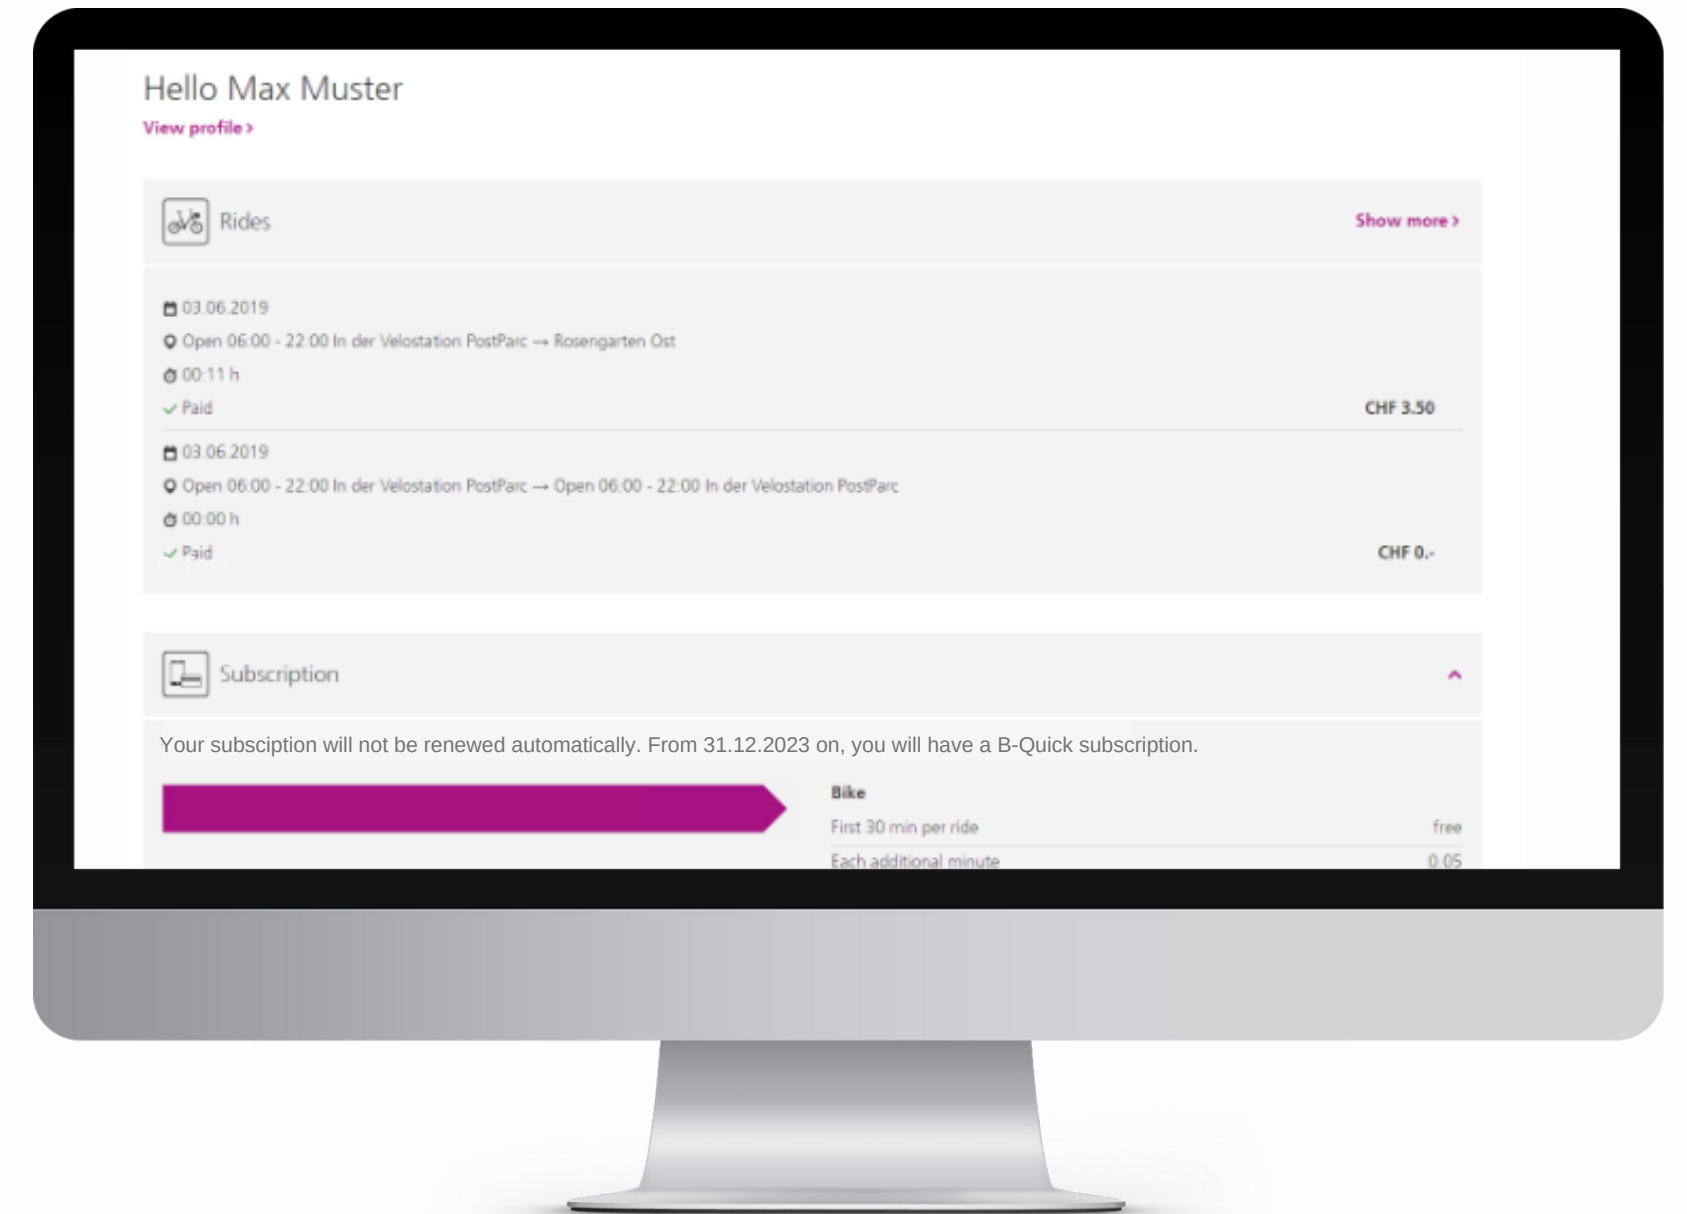 Hello Max Muster
View profile >
Rides
Show more >
03.06.2019
Open 06:00 - 22:00 In der Velostation PostParc → Rosengarten Ost
00:11 h
Paid
CHF 3.50
03.06.2019
Open 06:00 - 22:00 In der Velostation PostParc → Open 06:00 - 22:00 In der Velostation PostParc
00:00 h
Paid
CHF 0.-
Subscription
Your subsciption will not be renewed automatically. From 31.12.2023 on, you will have a B-Quick subscription.
Bike
First 30 min per ride
free
Each additional minute
0.05